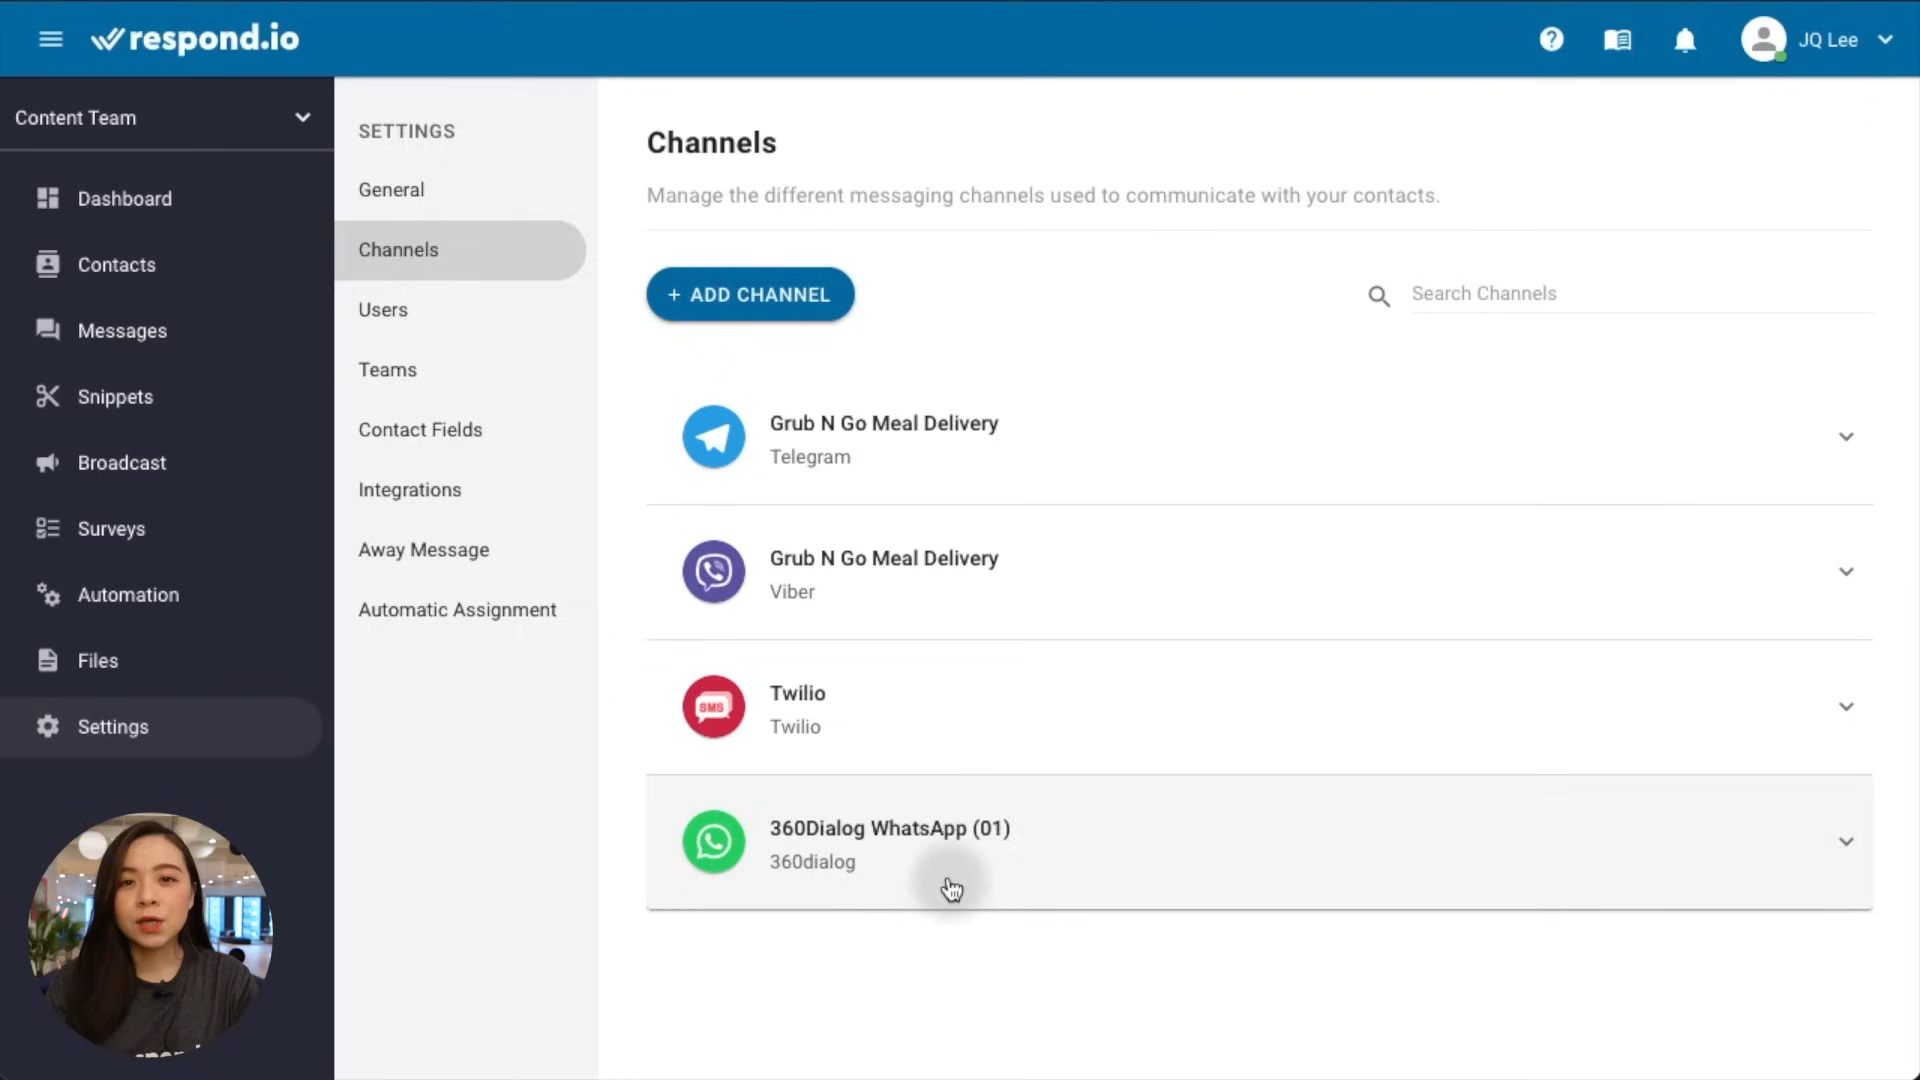 respond.io
JQ Lee
Content Team
Dashboard
Contacts
Messages
Snippets
Broadcast
Surveys
Automation
Files
Settings
SETTINGS
General
Channels
Users
Teams
Contact Fields
Integrations
Away Message
Automatic Assignment
Channels
Manage the different messaging channels used to communicate with your contacts.
+ ADD CHANNEL
Search Channels
Grub N Go Meal Delivery
Telegram
Grub N Go Meal Delivery
Viber
SMS
Twilio
Twilio
360Dialog WhatsApp (01)
360dialog